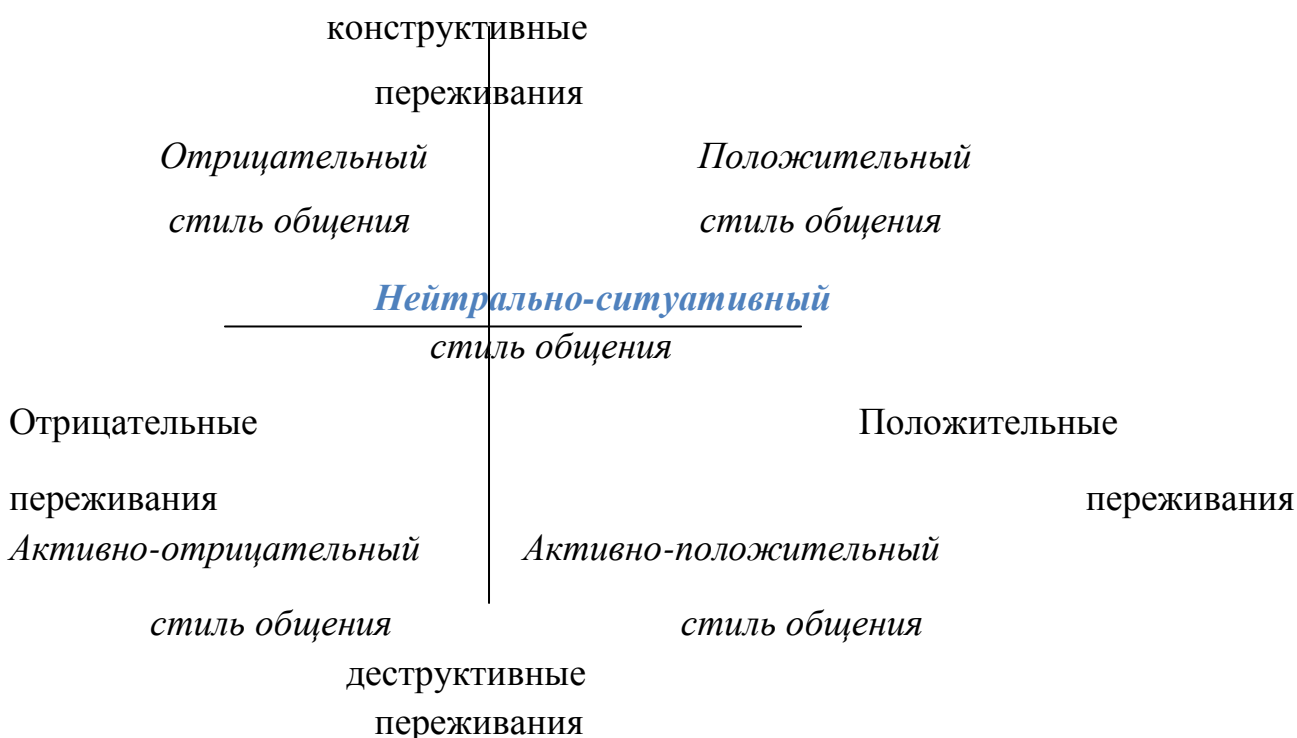 конструктивные
переживания
Отрицательный Положительный
стиль общения стиль общения
Нейтрально-ситуативный
стиль общения
Отрицательные Положительные
переживания переживания
Активно-отрицательный Активно-положительный
стиль общения стиль общения
деструктивные
переживания